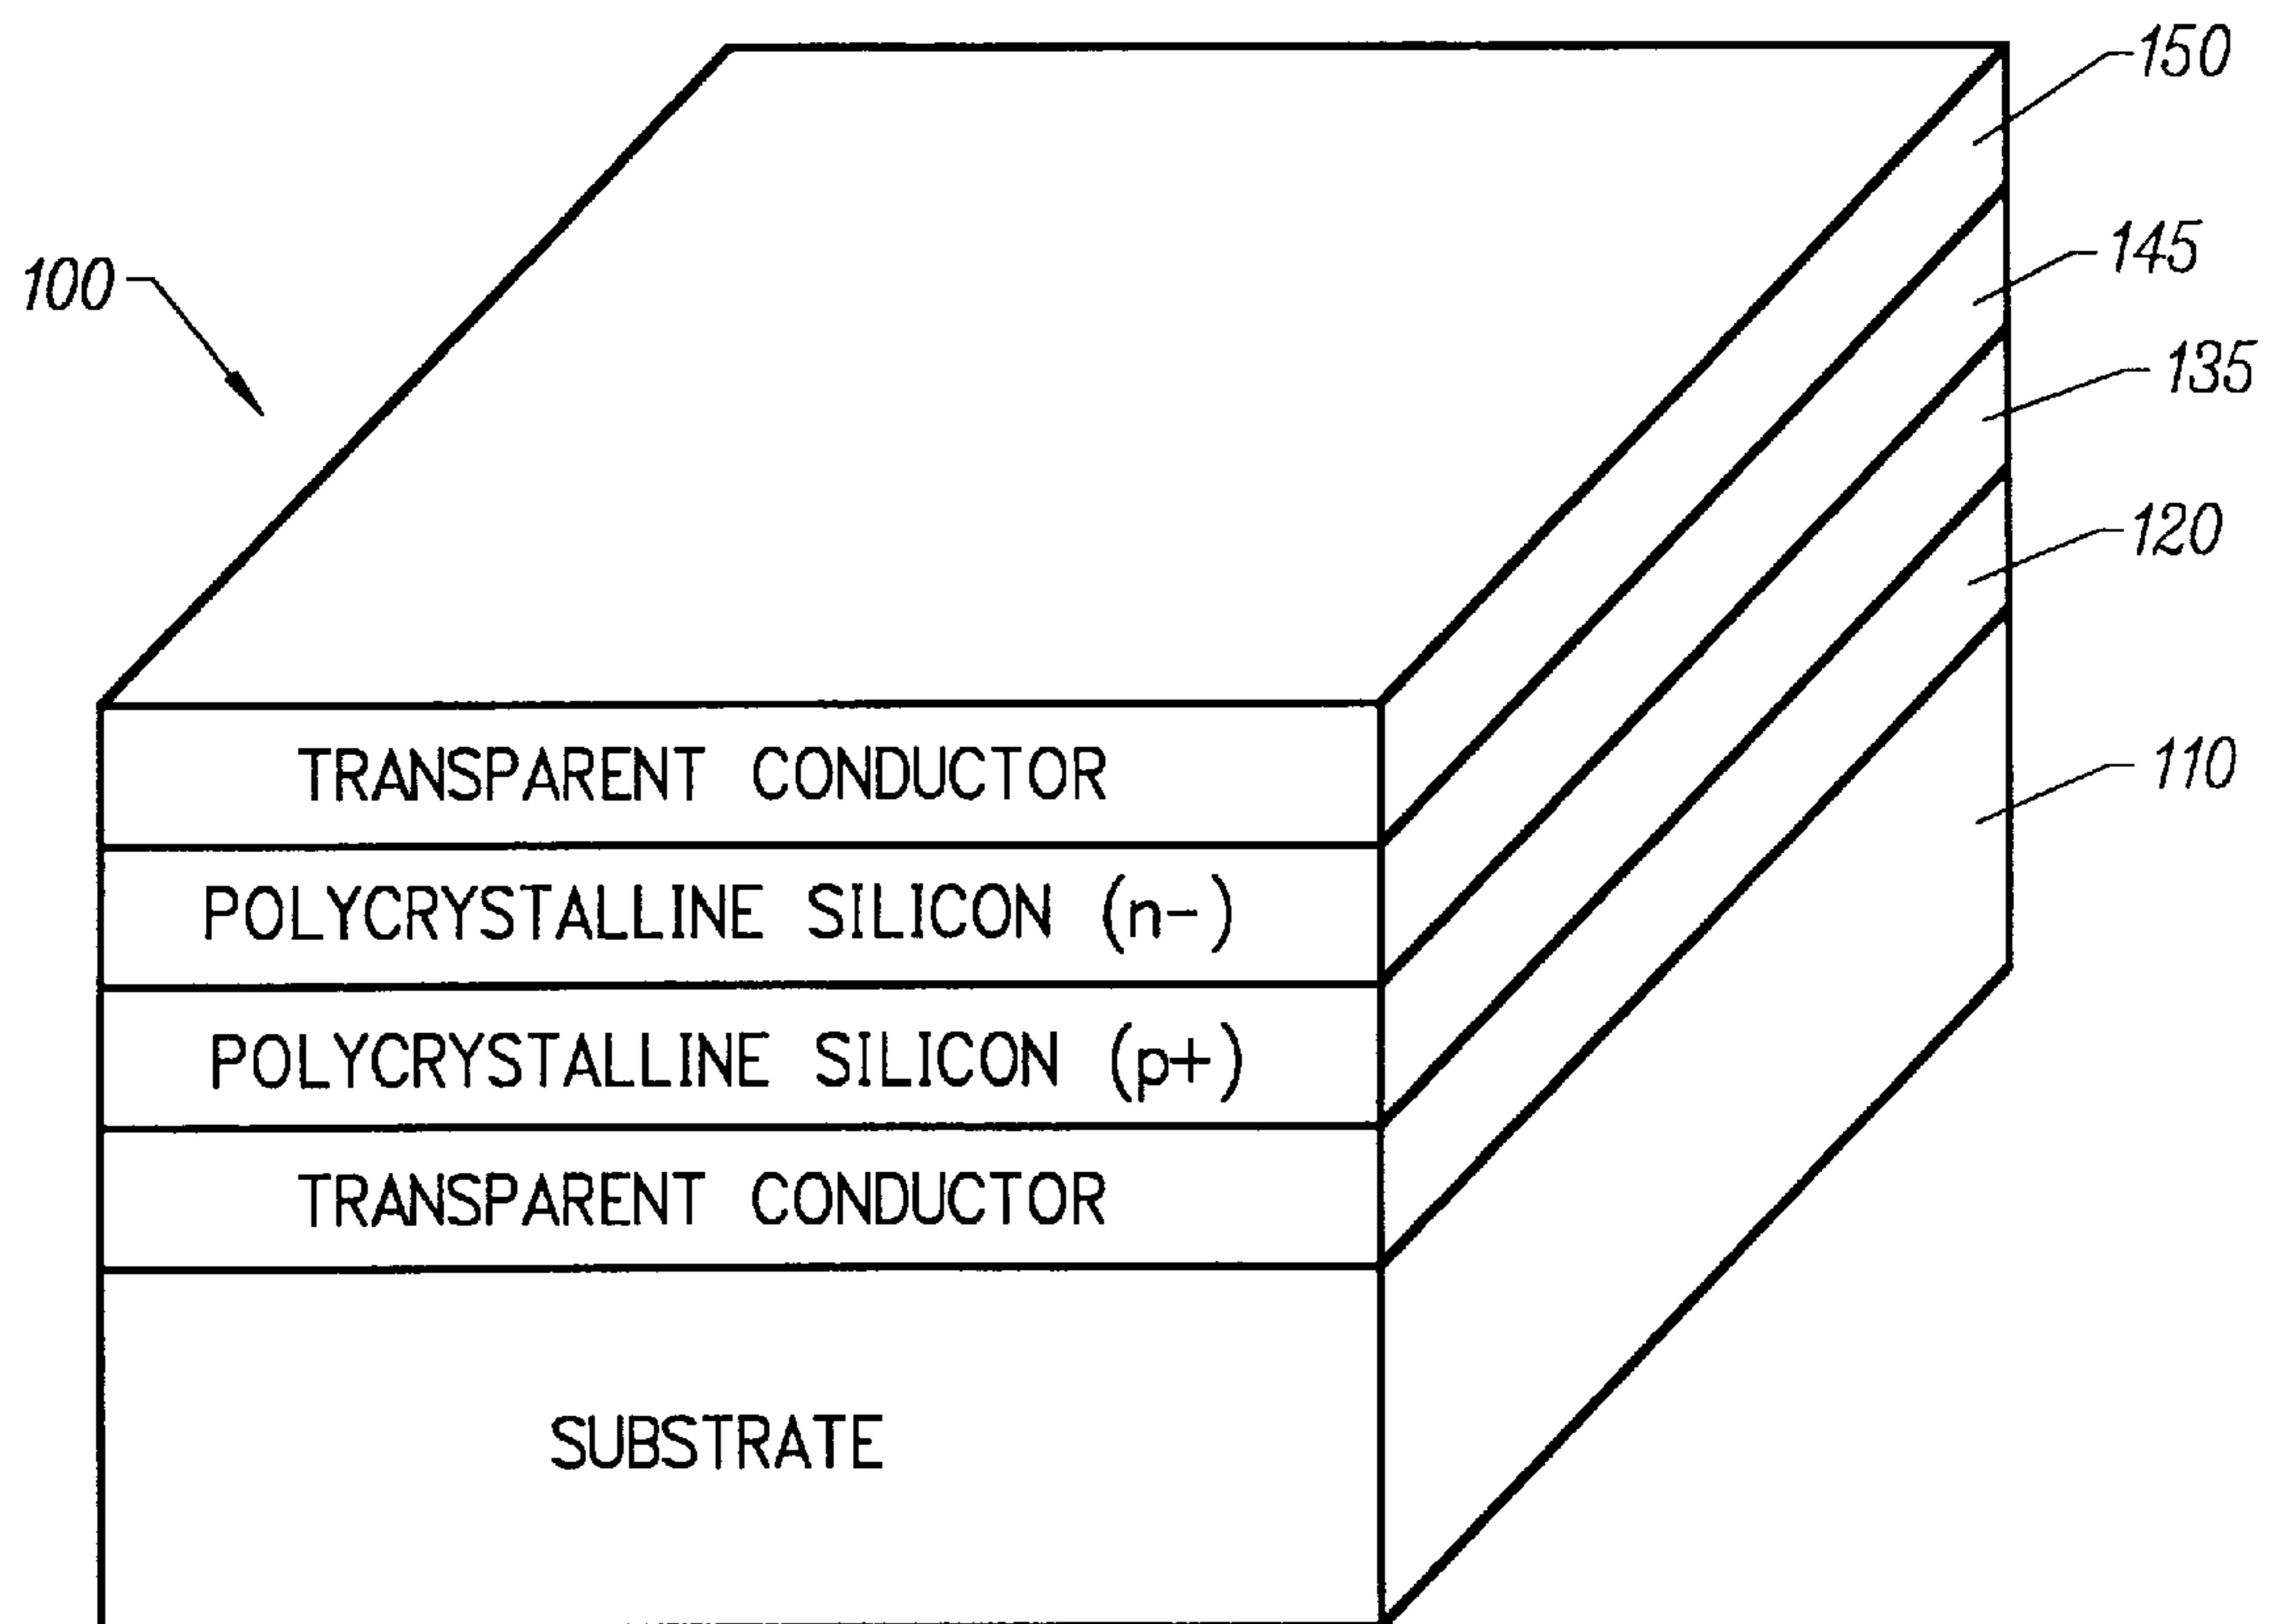 150
145
100
135
120
110
TRANSPARENT CONDUCTOR
POLYCRYSTALLINE SILICON (n-)
POLYCRYSTALLINE SILICON (p+)
TRANSPARENT CONDUCTOR
SUBSTRATE